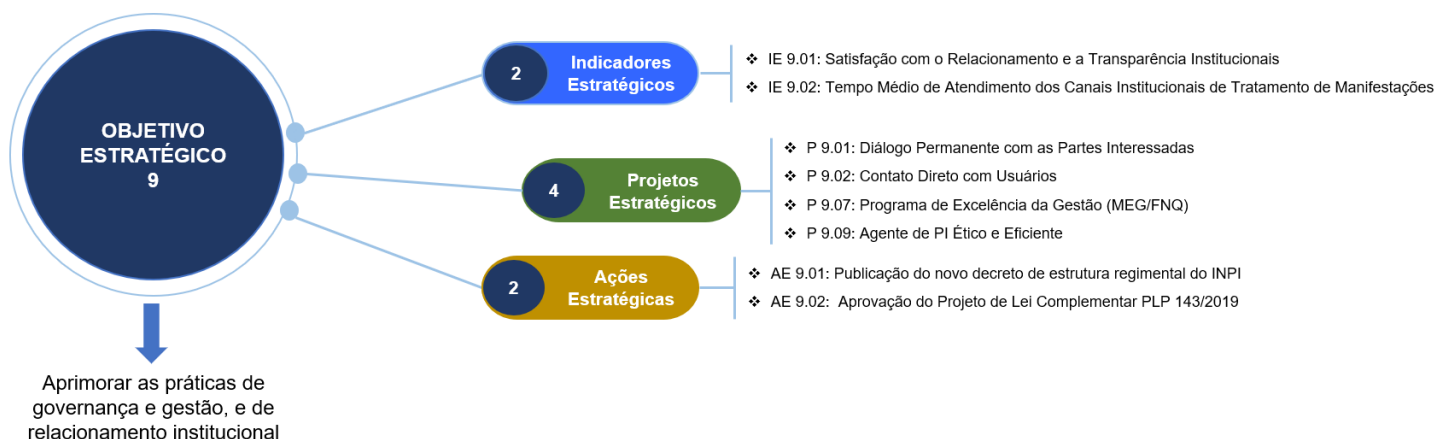 OBJETIVO
ESTRATÉGICO
9
Aprimorar as práticas de
governança e gestão, e de
relacionamento institucional
2
Indicadores
Estratégicos
❖ IE 9.01: Satisfação com o Relacionamento e a Transparência Institucionais
❖ IE 9.02: Tempo Médio de Atendimento dos Canais Institucionais de Tratamento de Manifestações
4
Projetos
Estratégicos
❖ P 9.01: Diálogo Permanente com as Partes Interessadas
❖ P 9.02: Contato Direto com Usuários
❖ P 9.07: Programa de Excelência da Gestão (MEG/FNQ)
❖ P 9.09: Agente de PI Ético e Eficiente
2
Ações
Estratégicas
❖ AE 9.01: Publicação do novo decreto de estrutura regimental do INPI
❖ AE 9.02: Aprovação do Projeto de Lei Complementar PLP 143/2019